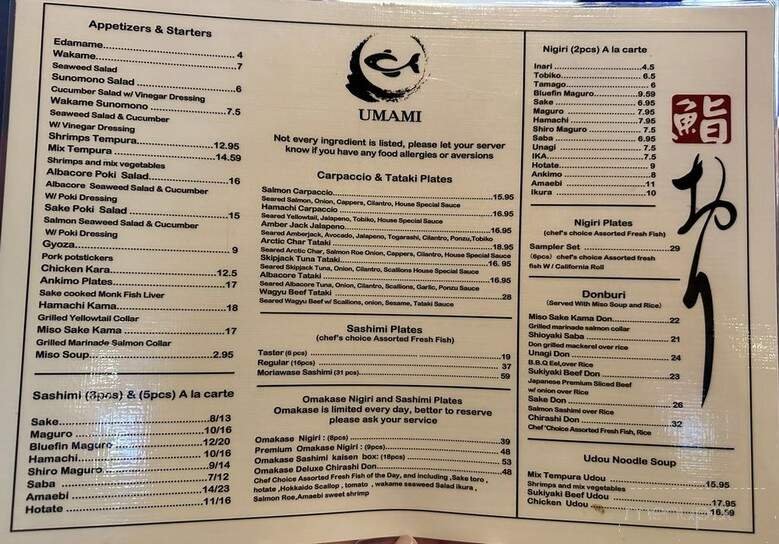 Appetizers & Starters
Edamame 4
Wakame 7
Seaweed Salad
Sunomono Salad 6
Cucumber Salad w/ Vinegar Dressing
Wakame Sunomono 7.5
Seaweed Salad & Cucumber
W/ Vinegar Dressing
Shrimps Tempura 12.95
Mix Tempura 14.59
Shrimps and mix vegetables
Albacore Poki Salad 16
Albacore Seaweed Salad & Cucumber
W/ Poki Dressing
Sake Poki Salad 15
Salmon Seaweed Salad & Cucumber
W/ Poki Dressing
Gyoza 9
Pork potstickers
Chicken Kara 12.5
Ankimo Plates 17
Sake cooked Monk Fish Liver
Hamachi Kama 18
Grilled Yellowtail Collar
Miso Sake Kama 17
Grilled Marinade Salmon Collar
Miso Soup 2.95
Sashimi (3pcs) & (5pcs) A la carte
Sake 8/13
Maguro 10/16
Bluefin Maguro 12/20
Hamachi 10/16
Shiro Maguro 9/14
Saba 7/12
Amaebi 14/23
Hotate 11/16
UMAMI
Not every ingredient is listed, please let your server
know if you have any food allergies or aversions
Carpaccio & Tataki Plates
Salmon Carpaccio 15.95
Seared Salmon, Onion, Cappers, Cilantro, House Special Sauce
Hamachi Carpaccio 16.95
Seared Yellowtail, Jalapeno, Tobiko, House Special Sauce
Amber Jack Jalapeno 16.95
Seared Amberjack, Avocado, Jalapeno, Togarashi, Cilantro, Ponzu,Tobiko
Arctic Char Tataki 18.95
Seared Arctic Char, Salmon Roe Onion, Cappers, Cilantro, House Special Sauce
Skipjack Tuna Tataki 16. 95
Seared Skipjack Tuna, Onion, Cilantro, Scallions House Special Sauce
Albacore Tataki 16.95
Seared Albacore Tuna, Onion, Cilantro, Scallions, Garlic, Ponzu Sauce
Wagyu Beef Tataki 28
Seared Wagyu Beef w/ Scallions, onion, Sesame, Tataki Sauce
Sashimi Plates
(chef's choice Assorted Fresh Fish)
Taster (6 pcs) 19
Regular (16pcs) 37
Moriawase Sashimi (31 pcs) 59
Omakase Nigiri and Sashimi Plates
Omakase is limited every day, better to reserve
please ask your service
Omakase Nigiri : (8pcs) 39
Premium Omakase Nigiri : (9pcs) 48
Omakase Sashimi kaisen box: (18pcs) 53
Omakase Deluxe Chirashi Don 48
Chef Choice Assorted Fresh Fish of the Day, and including , Sake toro ,
hotate ,Hokkaido Scallop , tomato , wakame seaweed Salad ikura ,
Salmon Roe,Amaebi sweet shrimp
Nigiri (2pcs) A la carte
Inari 4.5
Tobiko 6.5
Tamago 6
Bluefin Maguro 9.59
Sake 6.95
Maguro 7.95
Hamachi 7.95
Shiro Maguro 7.5
Saba 6.95
Unagi 7.5
IKA 7.5
Hotate 9
Ankimo 8
Amaebi 11
Ikura 10
Nigiri Plates
(chef's choice Assorted Fresh Fish)
Sampler Set 29
(6pcs) chef's choice Assorted fresh
fish W / California Roll
Donburi
(Served With Miso Soup and Rice)
Miso Sake Kama Don 22
Grilled marinade salmon collar
Shioyaki Saba 21
Don grilled mackerel over rice
Unagi Don 24
B.B.Q Eel,over Rice
Sukiyaki Beef Don 23
Japanese Premium Sliced Beef
w/ onion over Rice
Sake Don 26
Salmon Sashimi over Rice
Chirashi Don 32
Chef 'Choice Assorted Fresh Fish, Rice
Udou Noodle Soup
Mix Tempura Udou 15.95
Shrimps and mix vegetables
Sukiyaki Beef Udou 17.95
Chicken Udou 16.59
鮨
おり